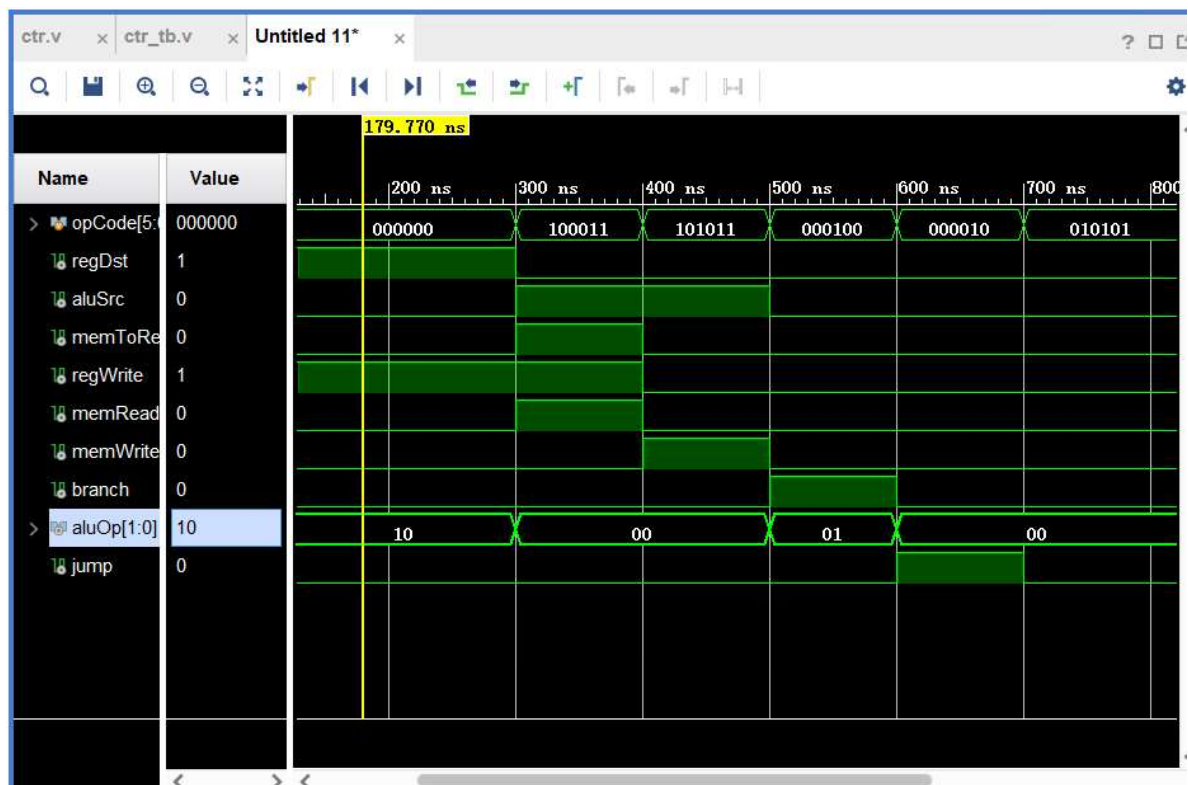 ctr.v × ctr_tb.v × Untitled 11* ×
179.770 ns
Name Value
200 ns 300 ns 400 ns 500 ns 600 ns 700 ns 800
opCode[5:0 000000 000000 100011 101011 000100 000010 010101
regDst 1
aluSrc 0
memToRe 0
regWrite 1
memRead 0
memWrite 0
branch 0
aluOp[1:0] 10 10 00 01 00
jump 0